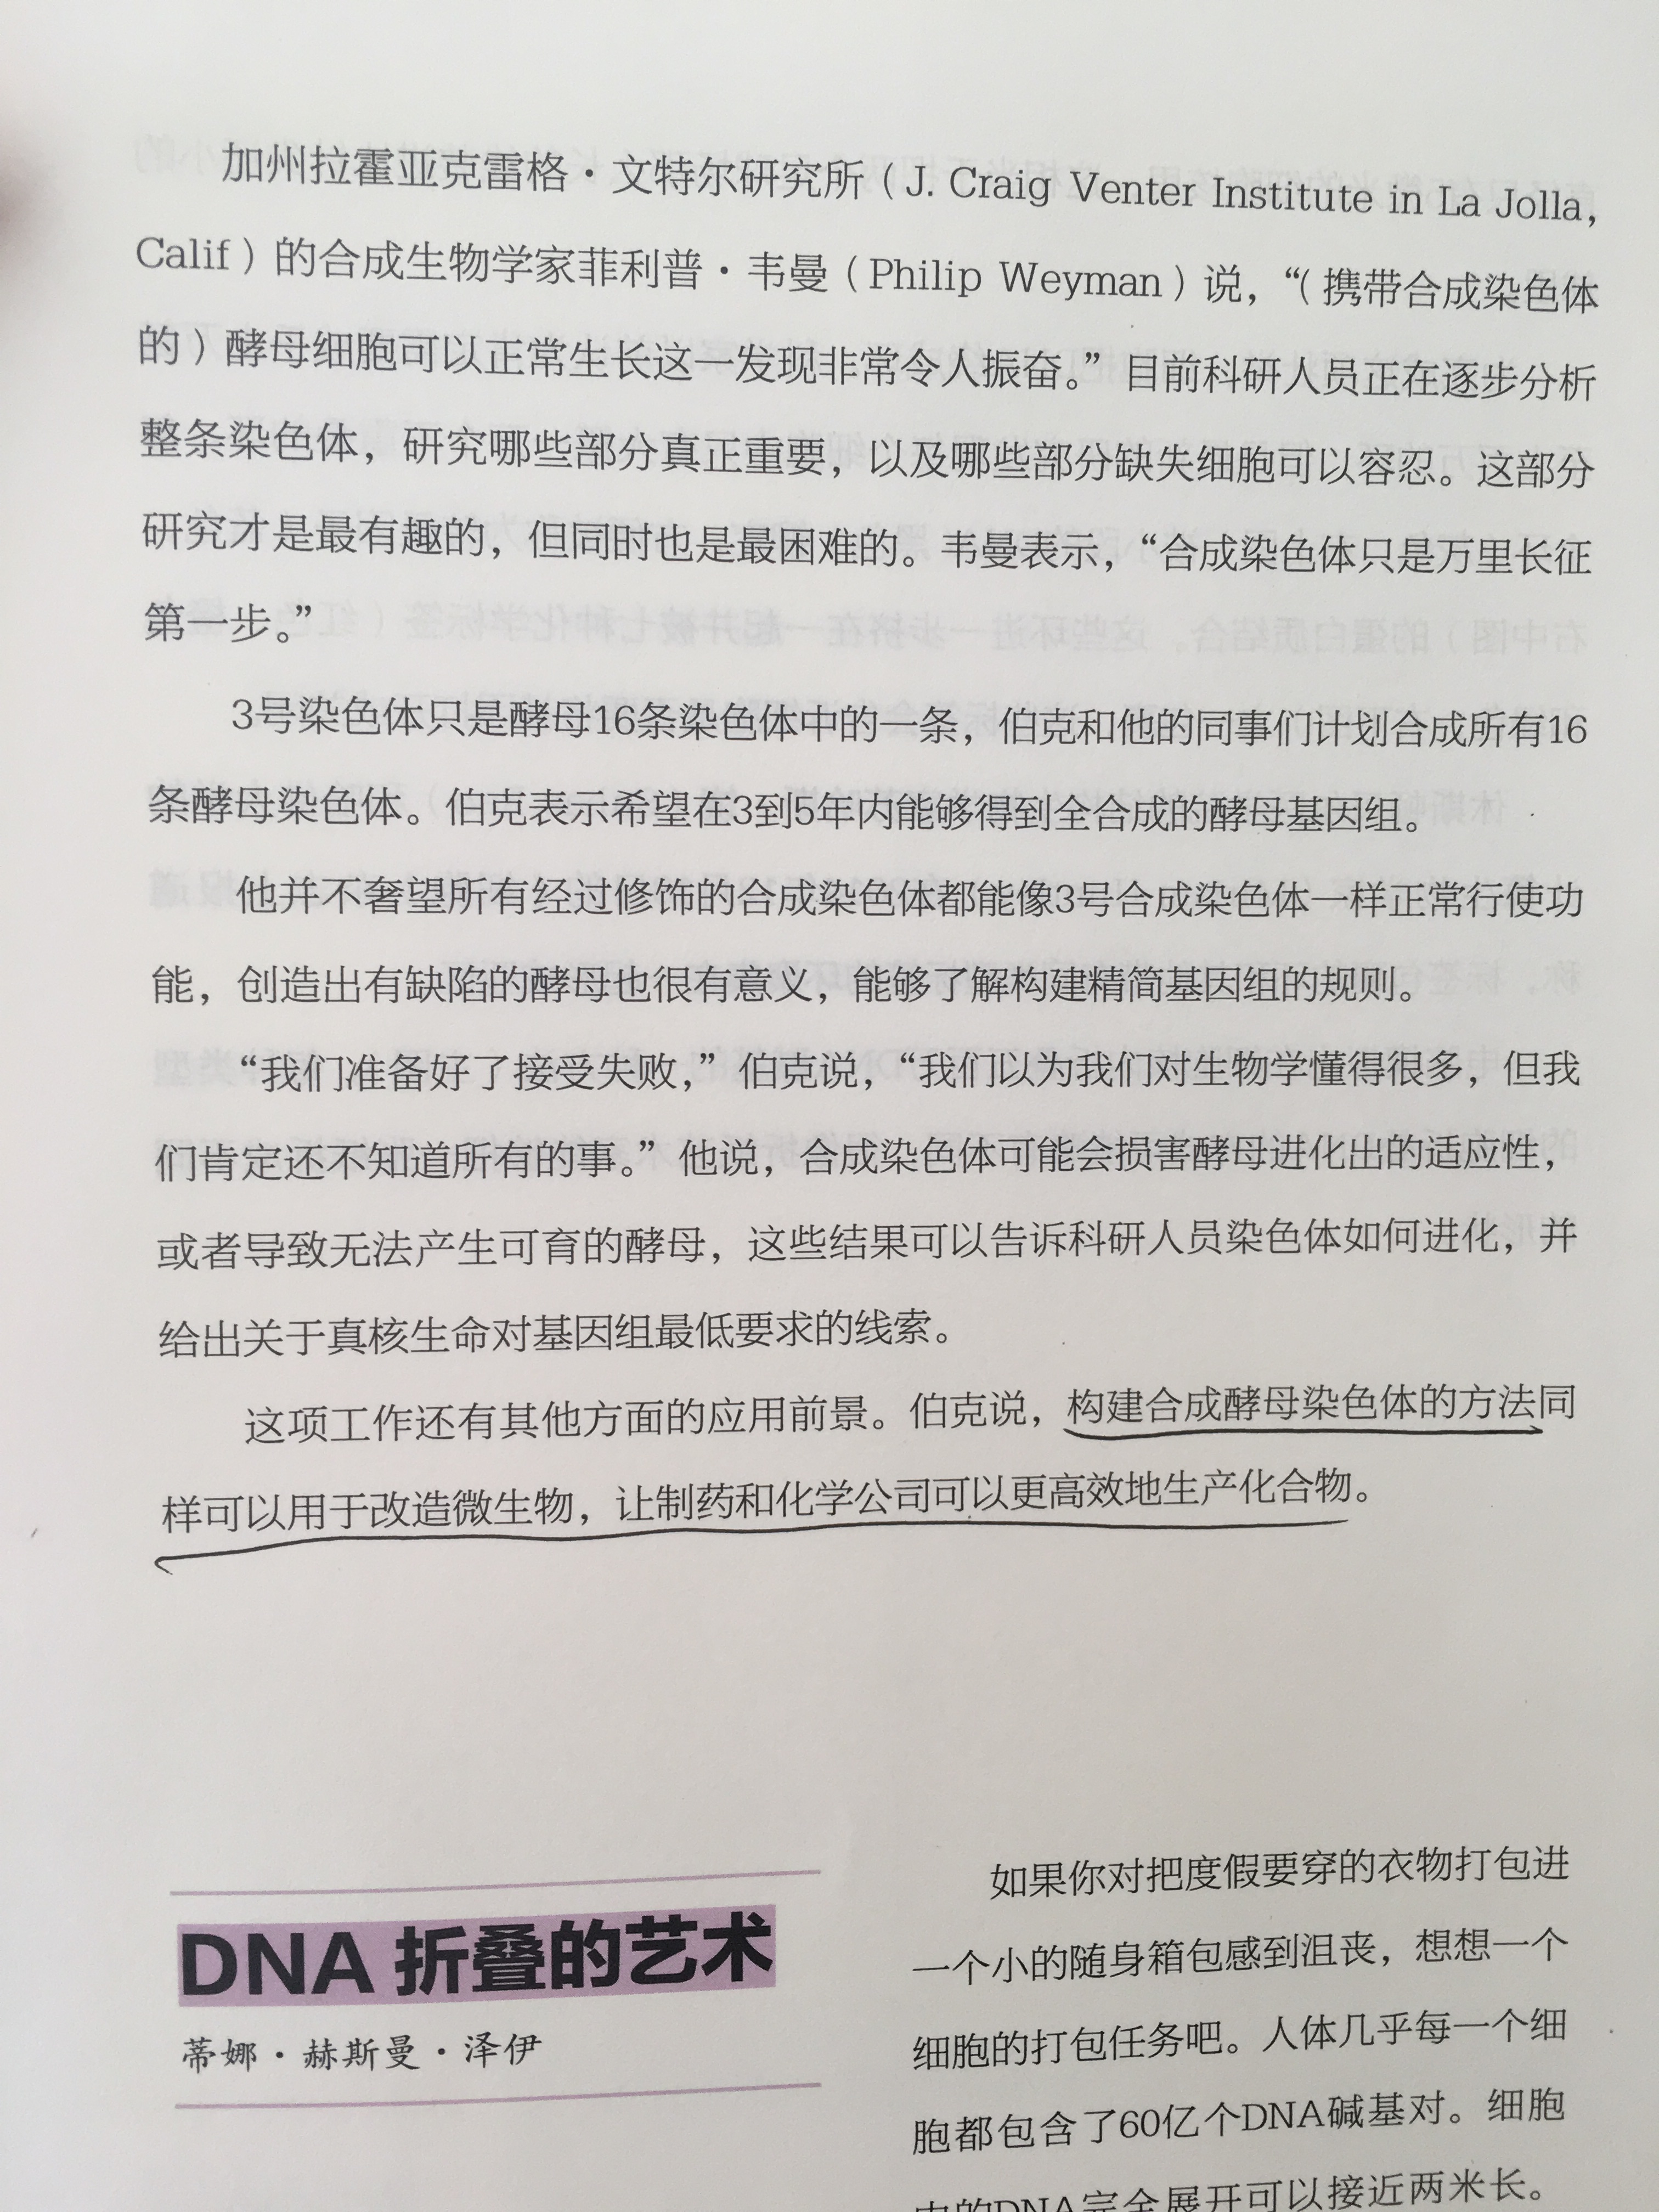 加州拉霍亚克雷格·文特尔研究所（J. Craig Venter Institute in La Jolla,
Calif）的合成生物学家菲利普·韦曼（Philip Weyman）说，“（携带合成染色体
的）酵母细胞可以正常生长这一发现非常令人振奋。”目前科研人员正在逐步分析
整条染色体，研究哪些部分真正重要，以及哪些部分缺失细胞可以容忍。这部分
研究才是最有趣的，但同时也是最困难的。韦曼表示，“合成染色体只是万里长征
第一步。”
3号染色体只是酵母16条染色体中的一条，伯克和他的同事们计划合成所有16
条酵母染色体。伯克表示希望在3到5年内能够得到全合成的酵母基因组。
他并不奢望所有经过修饰的合成染色体都能像3号合成染色体一样正常行使功
能，创造出有缺陷的酵母也很有意义，能够了解构建精简基因组的规则。
“我们准备好了接受失败，”伯克说，“我们以为我们对生物学懂得很多，但我
们肯定还不知道所有的事。”他说，合成染色体可能会损害酵母进化出的适应性，
或者导致无法产生可育的酵母，这些结果可以告诉科研人员染色体如何进化，并
给出关于真核生命对基因组最低要求的线索。
这项工作还有其他方面的应用前景。伯克说，构建合成酵母染色体的方法同
样可以用于改造微生物，让制药和化学公司可以更高效地生产化合物。
DNA 折叠的艺术
蒂娜·赫斯曼·泽伊
如果你对把度假要穿的衣物打包进
一个小的随身箱包感到沮丧，想想一个
细胞的打包任务吧。人体几乎每一个细
胞都包含了60亿个DNA碱基对。细胞
中的DNA完全展开可以接近两米长。